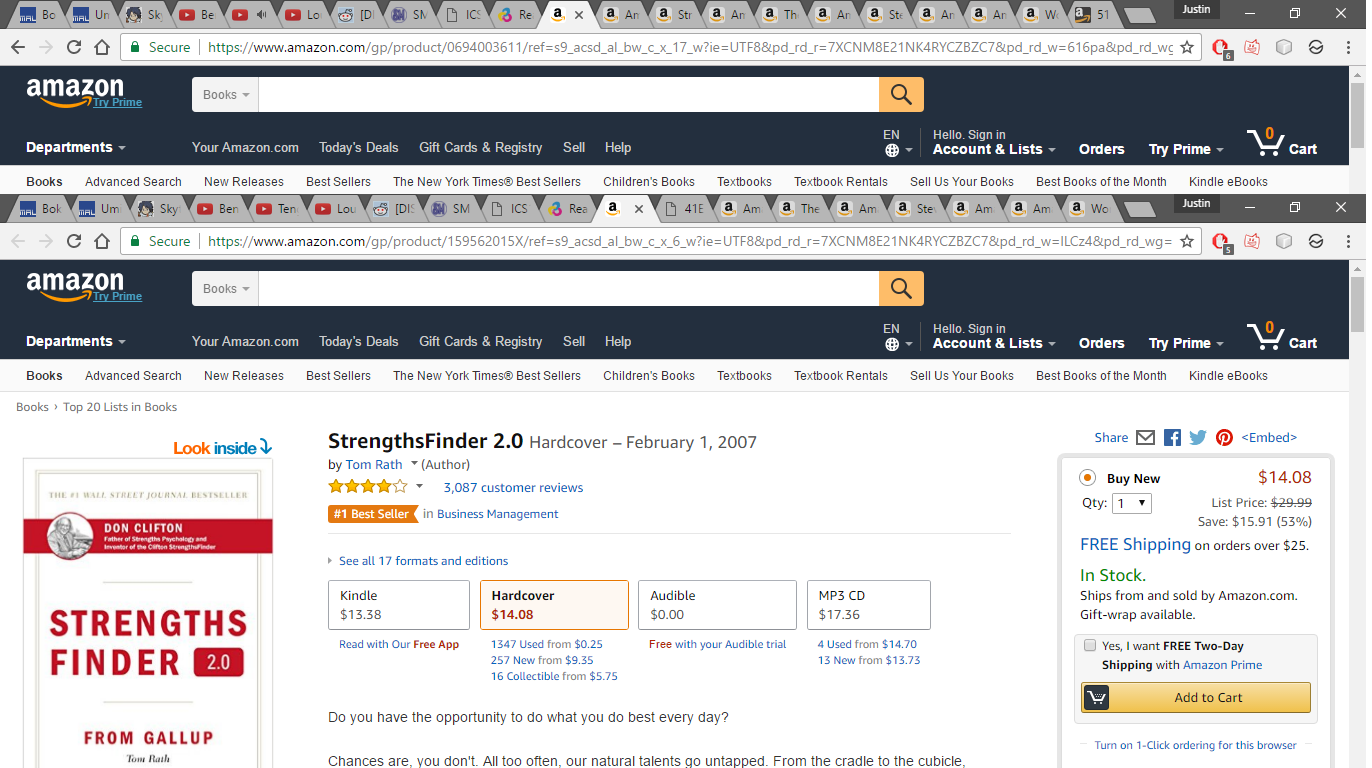 Bo Un Sky Be Lo [DI SM ICS Re An Str An Th An Ste An An Wo 51 Justin
Secure https://www.amazon.com/gp/product/0694003611/ref=s9_acsd_al_bw_c_x_17_w?ie=UTF8&pd_rd_r=7XCNM8E21NK4RYCZBZC7&pd_rd_w=616pa&pd_rd_wg 6
amazon
Try Prime
Books
EN Hello. Sign in 0
Departments Your Amazon.com Today's Deals Gift Cards & Registry Sell Help Account & Lists Orders Try Prime Cart
Books Advanced Search New Releases Best Sellers The New York Times® Best Sellers Children's Books Textbooks Textbook Rentals Sell Us Your Books Best Books of the Month Kindle eBooks
Bok Um Sky Ben Ten Lou [DIS SM ICS Rea 41E Am The Am Ste Am Am Wo Justin
Secure https://www.amazon.com/gp/product/159562015X/ref=s9_acsd_al_bw_c_x_6_w?ie=UTF8&pd_rd_r=7XCNM8E21NK4RYCZBZC7&pd_rd_w=ILCz4&pd_rd_wg= 5
amazon
Try Prime
Books
EN Hello. Sign in 0
Departments Your Amazon.com Today's Deals Gift Cards & Registry Sell Help Account & Lists Orders Try Prime Cart
Books Advanced Search New Releases Best Sellers The New York Times® Best Sellers Children's Books Textbooks Textbook Rentals Sell Us Your Books Best Books of the Month Kindle eBooks
Books › Top 20 Lists in Books
Look inside
THE #1 WALL STREET JOURNAL BESTSELLER
DON CLIFTON
Father of Strengths Psychology and
Inventor of the Clifton StrengthsFinder
STRENGTHS
FINDER 2.0
FROM GALLUP
Tom Rath
StrengthsFinder 2.0 Hardcover – February 1, 2007
by Tom Rath (Author)
3,087 customer reviews
#1 Best Seller in Business Management
See all 17 formats and editions
Kindle Hardcover Audible MP3 CD
$13.38 $14.08 $0.00 $17.36
Read with Our Free App 1347 Used from $0.25 Free with your Audible trial 4 Used from $14.70
257 New from $9.35 13 New from $13.73
16 Collectible from $5.75
Do you have the opportunity to do what you do best every day?
Chances are, you don't. All too often, our natural talents go untapped. From the cradle to the cubicle,
Share <Embed>
Buy New $14.08
Qty: 1 List Price: $29.99
Save: $15.91 (53%)
FREE Shipping on orders over $25.
In Stock.
Ships from and sold by Amazon.com.
Gift-wrap available.
Yes, I want FREE Two-Day
Shipping with Amazon Prime
Add to Cart
Turn on 1-Click ordering for this browser